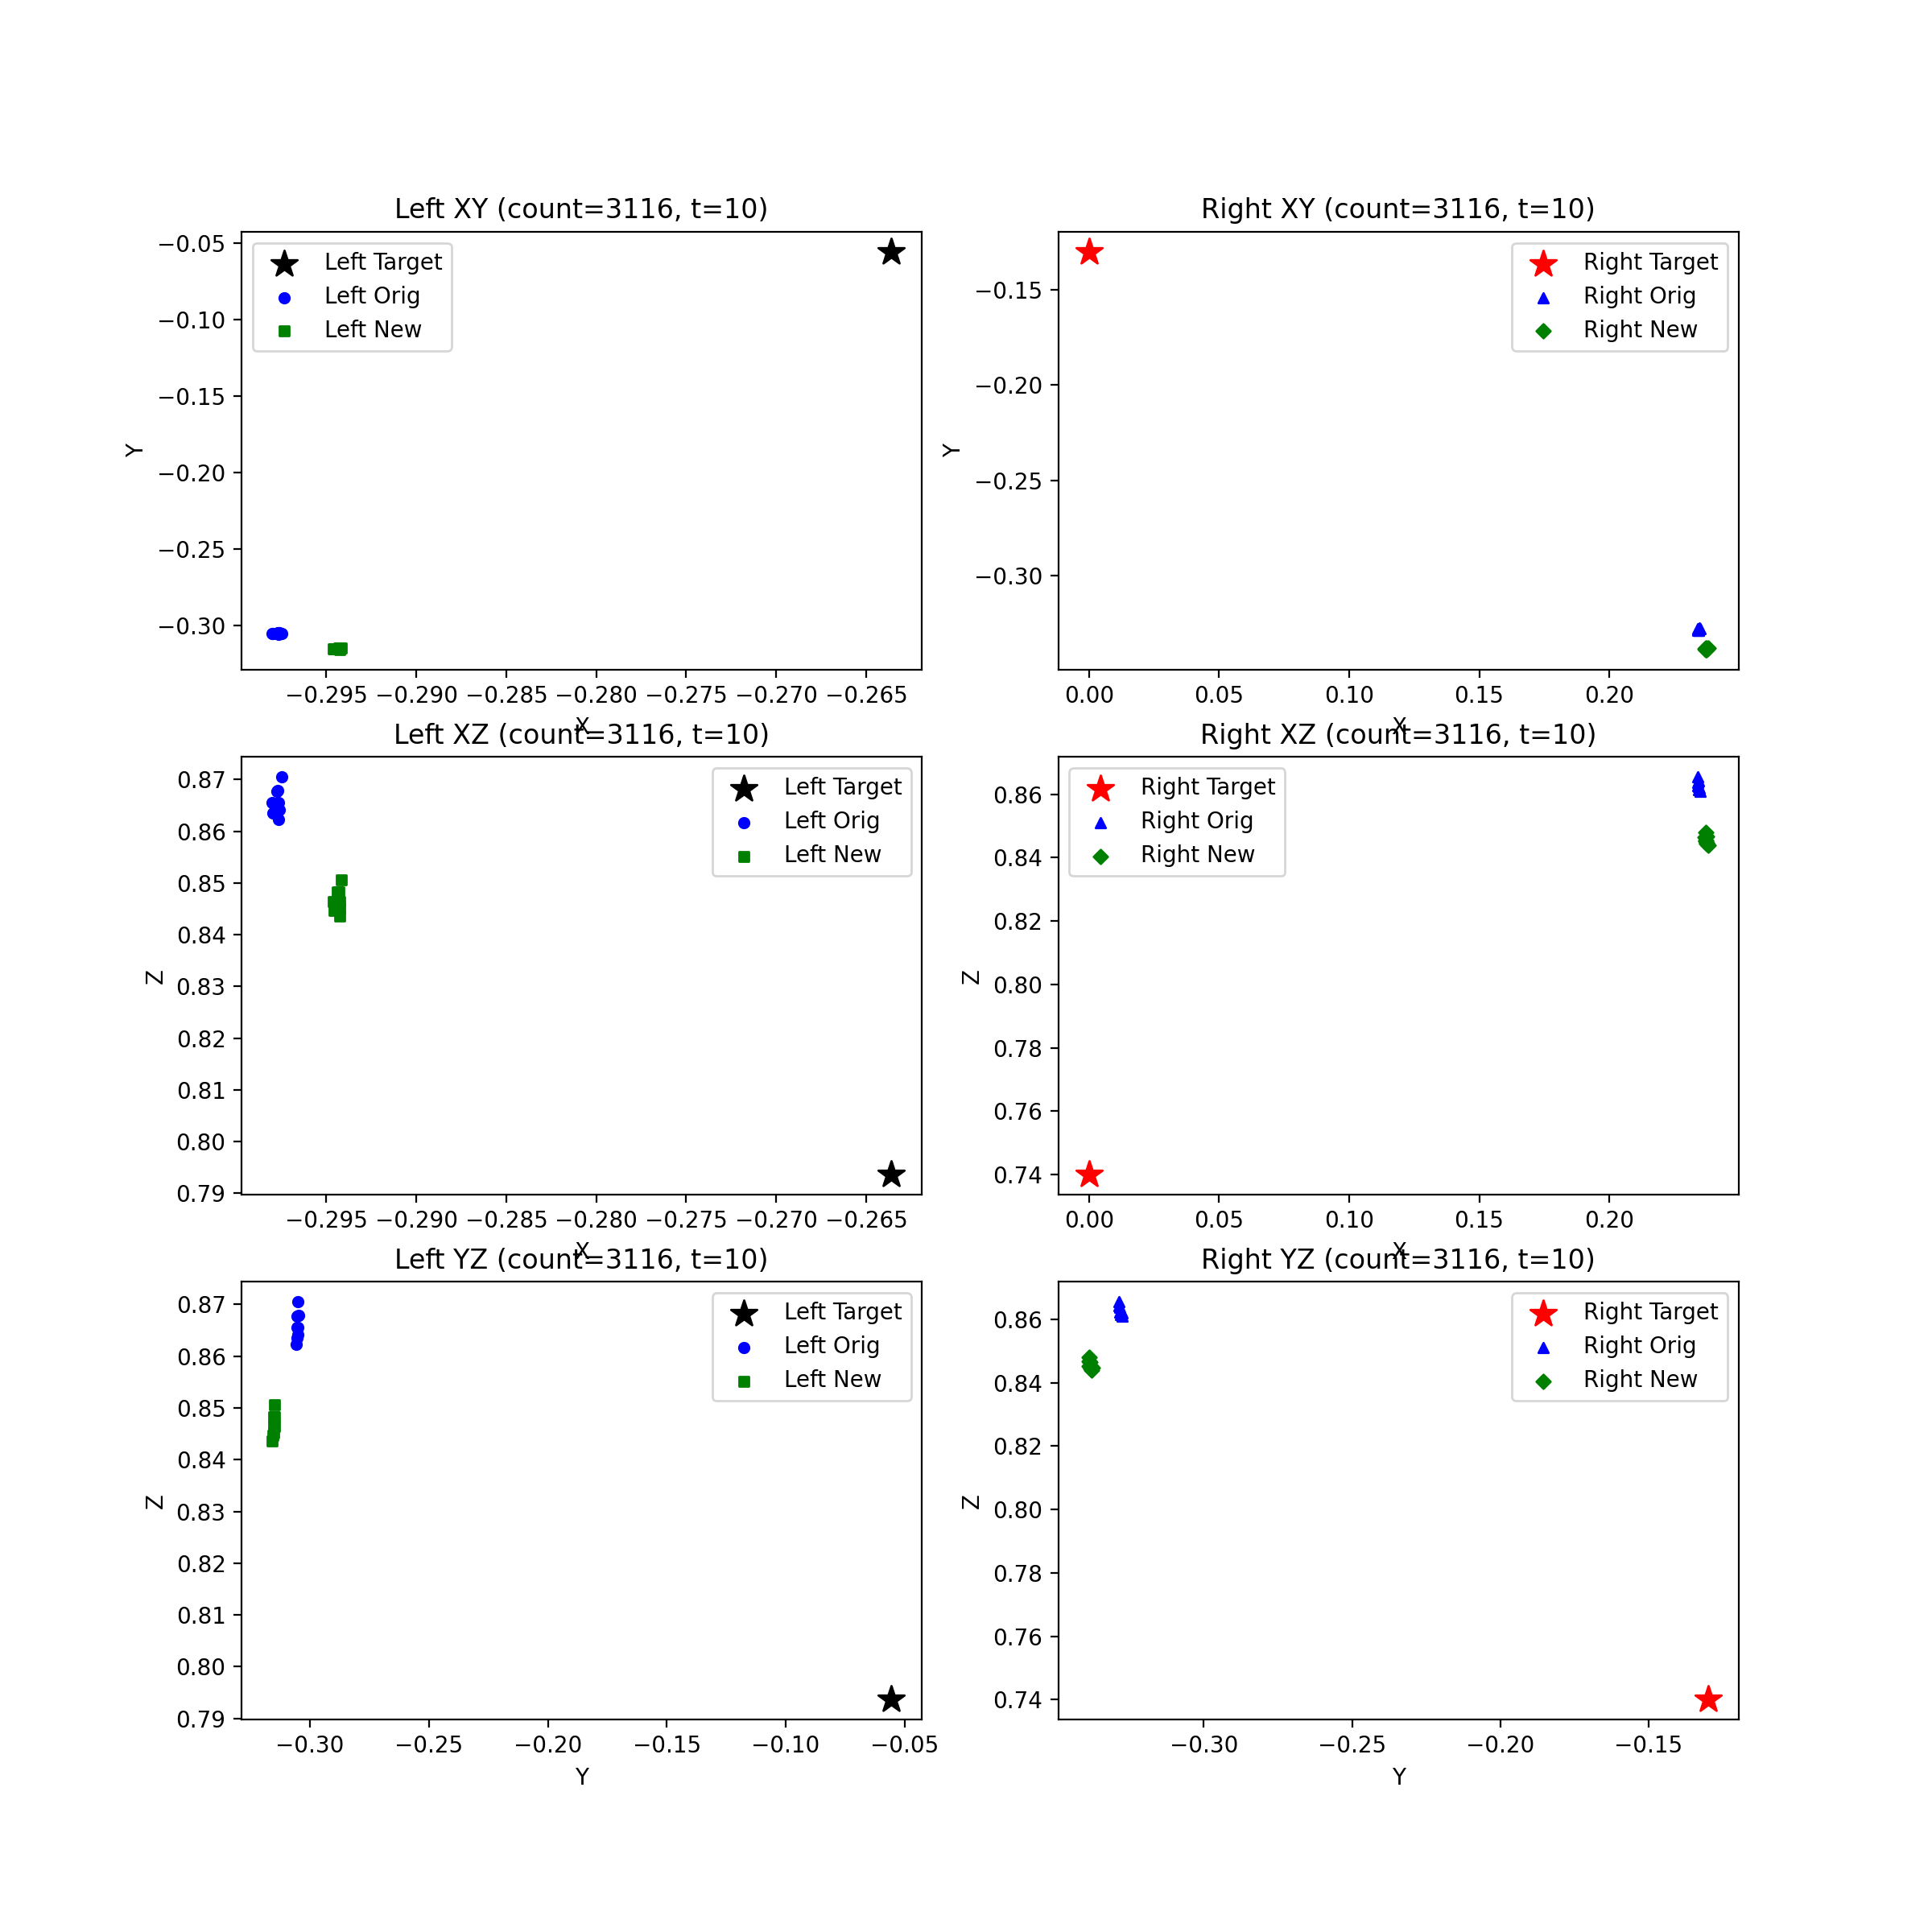 Left XY (count=3116, t=10)
Left Target
Left Orig
Left New
−0.05
−0.10
−0.15
−0.20
−0.25
−0.30
Y
−0.295 −0.290 −0.285 −0.280 −0.275 −0.270 −0.265
X
Right XY (count=3116, t=10)
Right Target
Right Orig
Right New
−0.15
−0.20
−0.25
−0.30
Y
0.00 0.05 0.10 0.15 0.20
X
Left XZ (count=3116, t=10)
Left Target
Left Orig
Left New
0.87
0.86
0.85
0.84
0.83
0.82
0.81
0.80
0.79
Z
−0.295 −0.290 −0.285 −0.280 −0.275 −0.270 −0.265
X
Right XZ (count=3116, t=10)
Right Target
Right Orig
Right New
0.86
0.84
0.82
0.80
0.78
0.76
0.74
Z
0.00 0.05 0.10 0.15 0.20
X
Left YZ (count=3116, t=10)
Left Target
Left Orig
Left New
0.87
0.86
0.85
0.84
0.83
0.82
0.81
0.80
0.79
Z
−0.30 −0.25 −0.20 −0.15 −0.10 −0.05
Y
Right YZ (count=3116, t=10)
Right Target
Right Orig
Right New
0.86
0.84
0.82
0.80
0.78
0.76
0.74
Z
−0.30 −0.25 −0.20 −0.15
Y